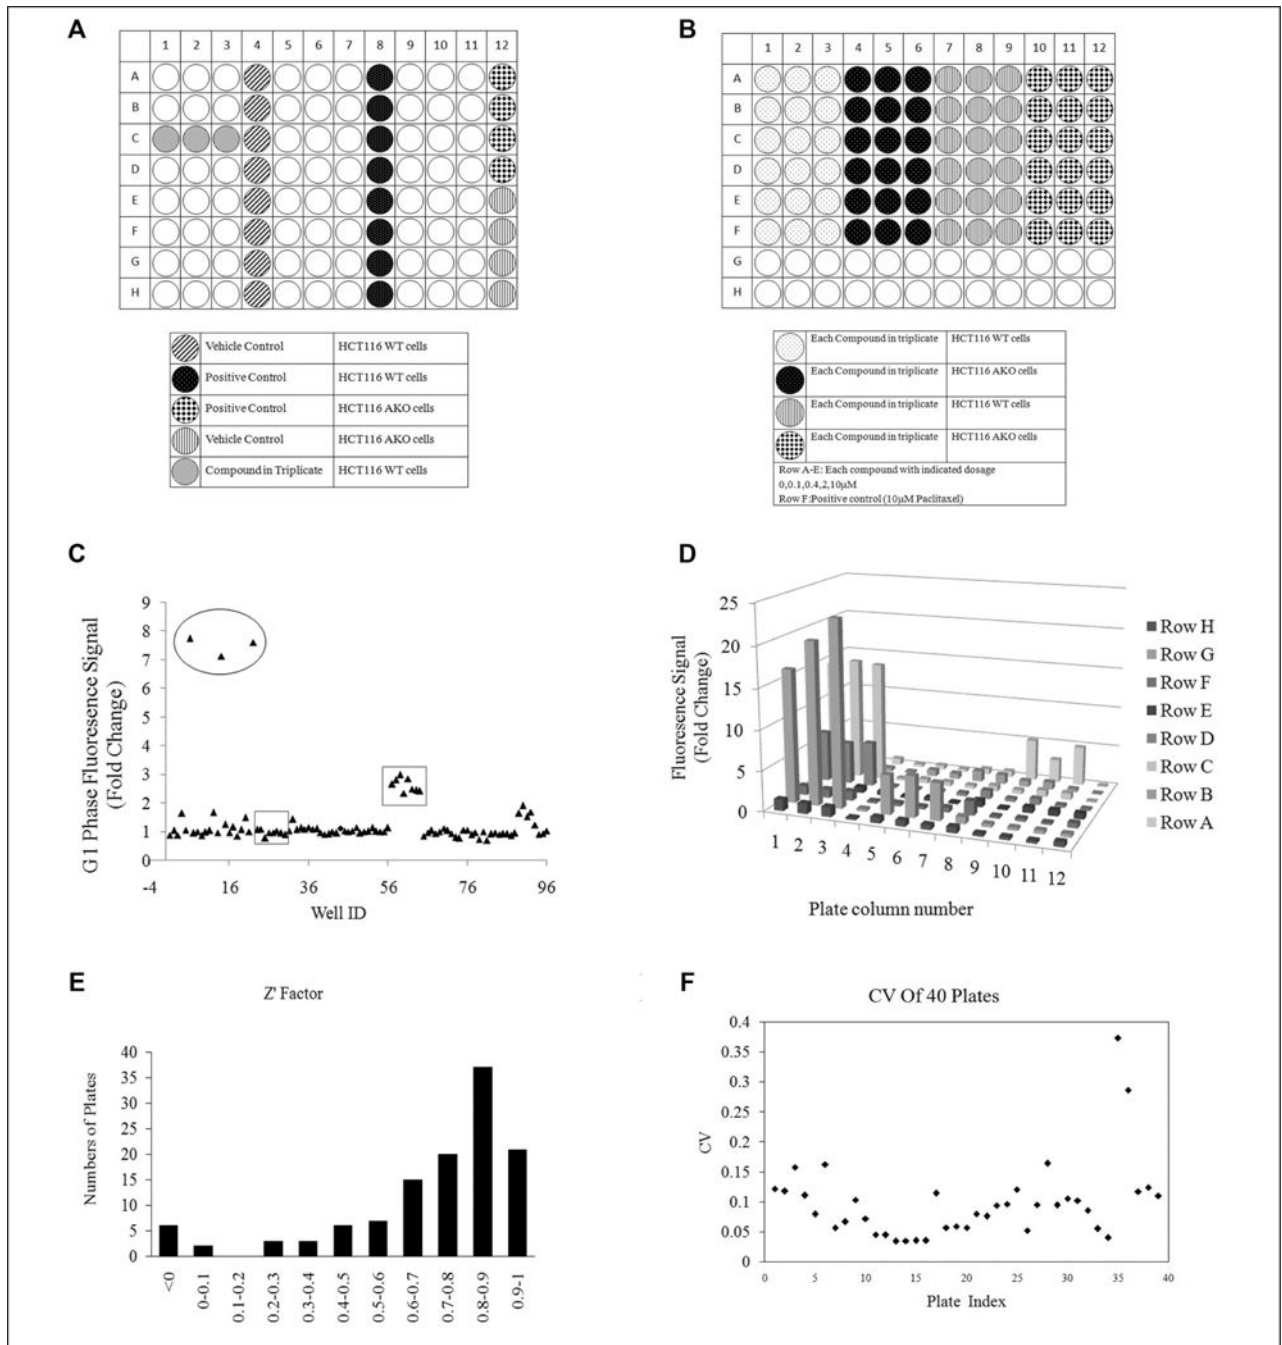 A
1 2 3 4 5 6 7 8 9 10 11 12
A
B
C
D
E
F
G
H
Vehicle Control HCT116 WT cells
Positive Control HCT116 WT cells
Positive Control HCT116 AKO cells
Vehicle Control HCT116 AKO cells
Compound in Triplicate HCT116 WT cells
B
1 2 3 4 5 6 7 8 9 10 11 12
A
B
C
D
E
F
G
H
Each Compound in triplicate HCT116 WT cells
Each Compound in triplicate HCT116 AKO cells
Each Compound in triplicate HCT116 WT cells
Each Compound in triplicate HCT116 AKO cells
Row A-E: Each compound with indicated dosage
0,0.1,0.4,2,10μM
Row F:Positive control (10μM Paclitaxel)
C
G1 Phase Fluoresence Signal
(Fold Change)
9
8
7
6
5
4
3
2
1
0
-4 16 36 56 76 96
Well ID
D
Fluoresence Signal
(Fold Change)
25
20
15
10
5
0
1 2 3 4 5 6 7 8 9 10 11 12
Plate column number
Row H
Row G
Row F
Row E
Row D
Row C
Row B
Row A
E
Z' Factor
Numbers of Plates
40
35
30
25
20
15
10
5
0
<0 0-0.1 0.1-0.2 0.2-0.3 0.3-0.4 0.4-0.5 0.5-0.6 0.6-0.7 0.7-0.8 0.8-0.9 0.9-1
F
CV Of 40 Plates
CV
0.4
0.35
0.3
0.25
0.2
0.15
0.1
0.05
0
0 5 10 15 20 25 30 35 40
Plate Index